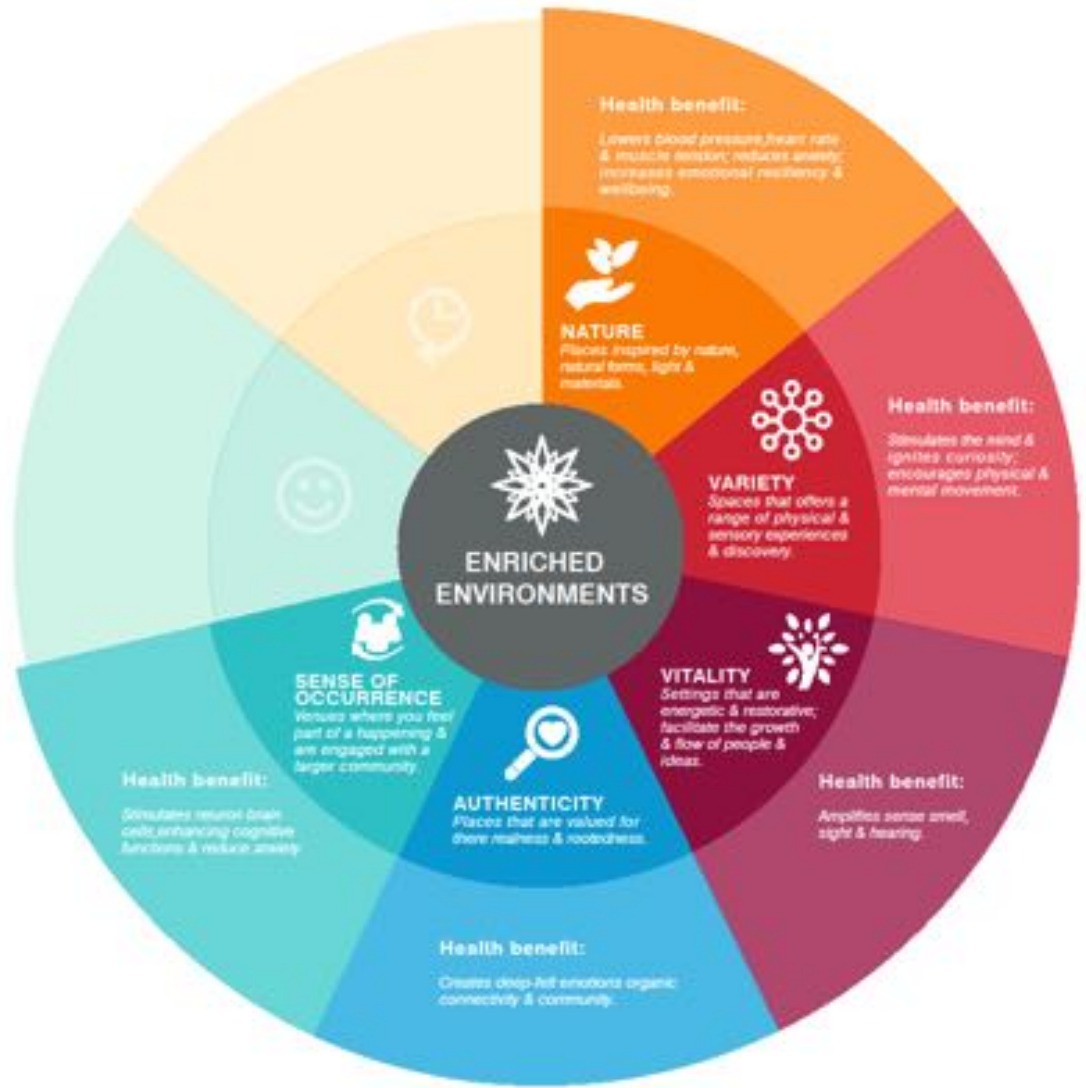 Health benefit:
Lowers blood pressure,heart rate
& muscle tension; reduces anxiety;
increases emotional resiliency &
wellbeing.
NATURE
Places inspired by nature,
natural forms, light &
materials.
Health benefit:
Stimulates the mind &
ignites curiosity;
encourages physical &
mental movement.
VARIETY
Spaces that offers a
range of physical &
sensory experiences
& discovery.
ENRICHED
ENVIRONMENTS
VITALITY
Settings that are
energetic & restorative;
facilitate the growth
& flow of people &
ideas.
Health benefit:
Amplifies sense smell,
sight & hearing.
SENSE OF
OCCURRENCE
Venues where you feel
part of a happening &
are engaged with a
larger community.
Health benefit:
Stimulates neuron brain
cells,enhancing cognitive
functions & reduce anxiety.
AUTHENTICITY
Places that are valued for
there realness & rootedness.
Health benefit:
Creates deep-felt emotions organic
connectivity & community.